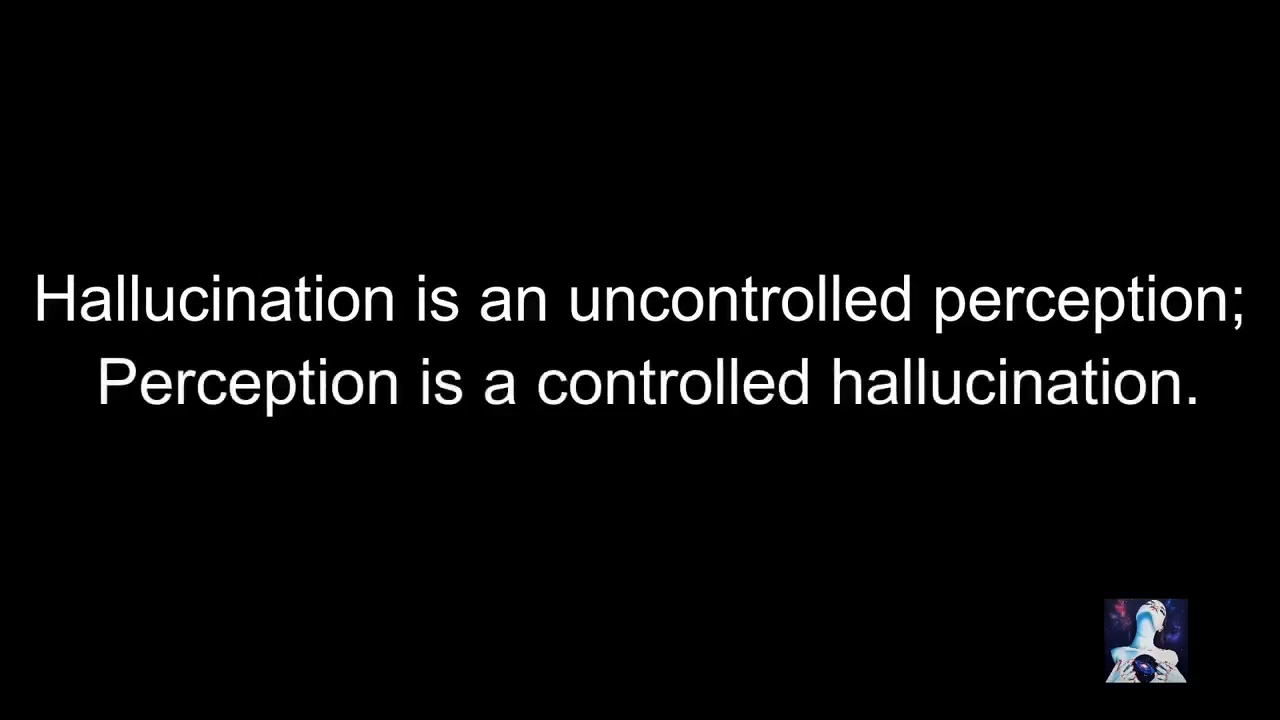 Hallucination is an uncontrolled perception;
Perception is a controlled hallucination.